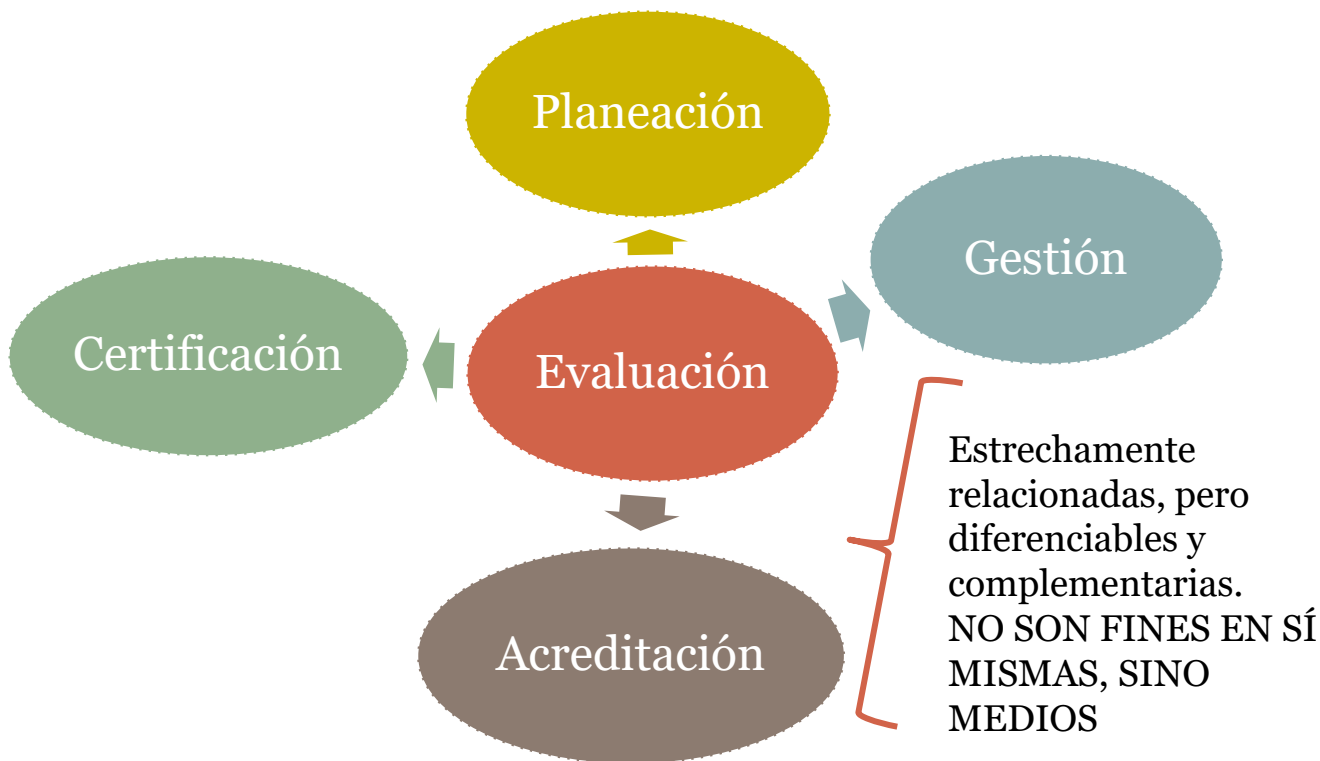 Planeación
Gestión
Certificación
Evaluación
Acreditación
Estrechamente
relacionadas, pero
diferenciables y
complementarias.
NO SON FINES EN SÍ
MISMAS, SINO
MEDIOS